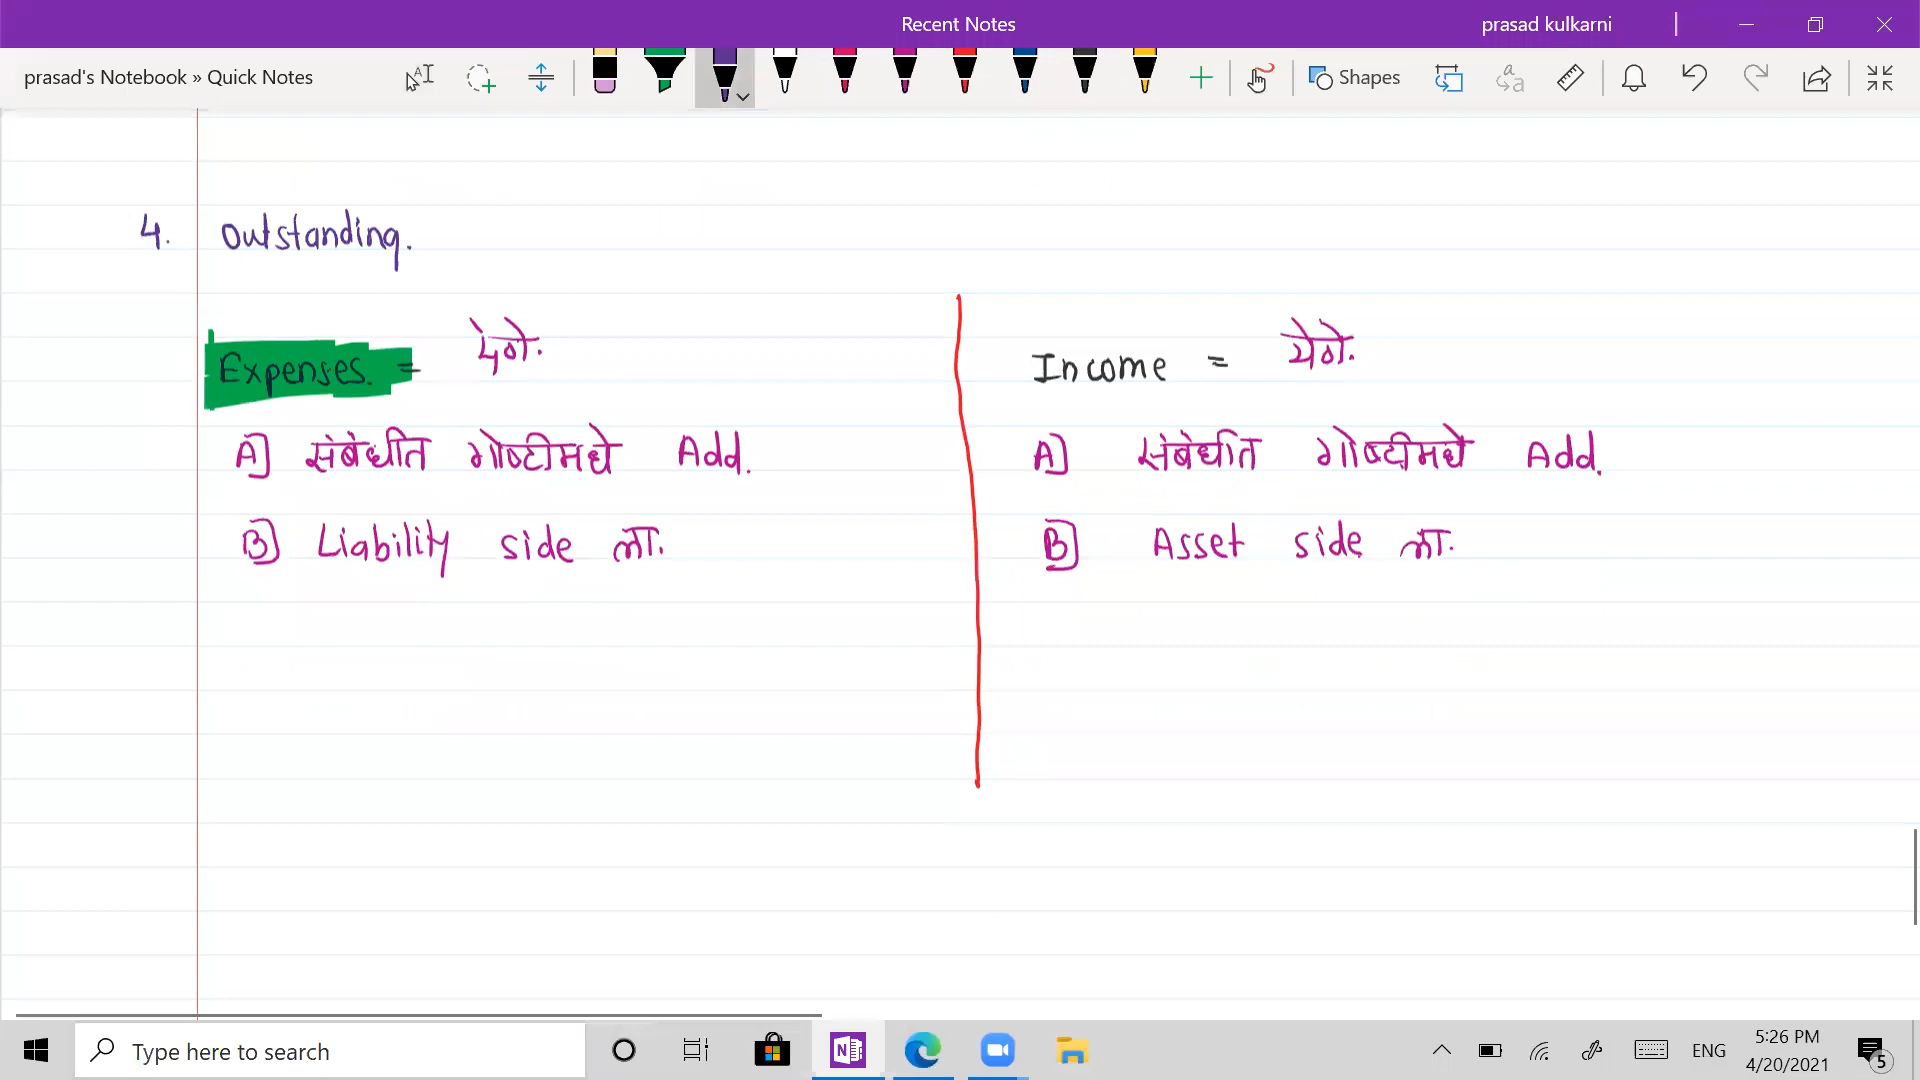 Recent Notes
prasad kulkarni
prasad's Notebook » Quick Notes
Shapes
4. Outstanding.
Expenses. = देणे.
A] संबंधीत गोष्टीमधे Add.
B] Liability side ला.
Income = येणे.
A] संबंधीत गोष्टीमधे Add.
B] Asset side ला.
Type here to search
ENG
5:26 PM
4/20/2021
5